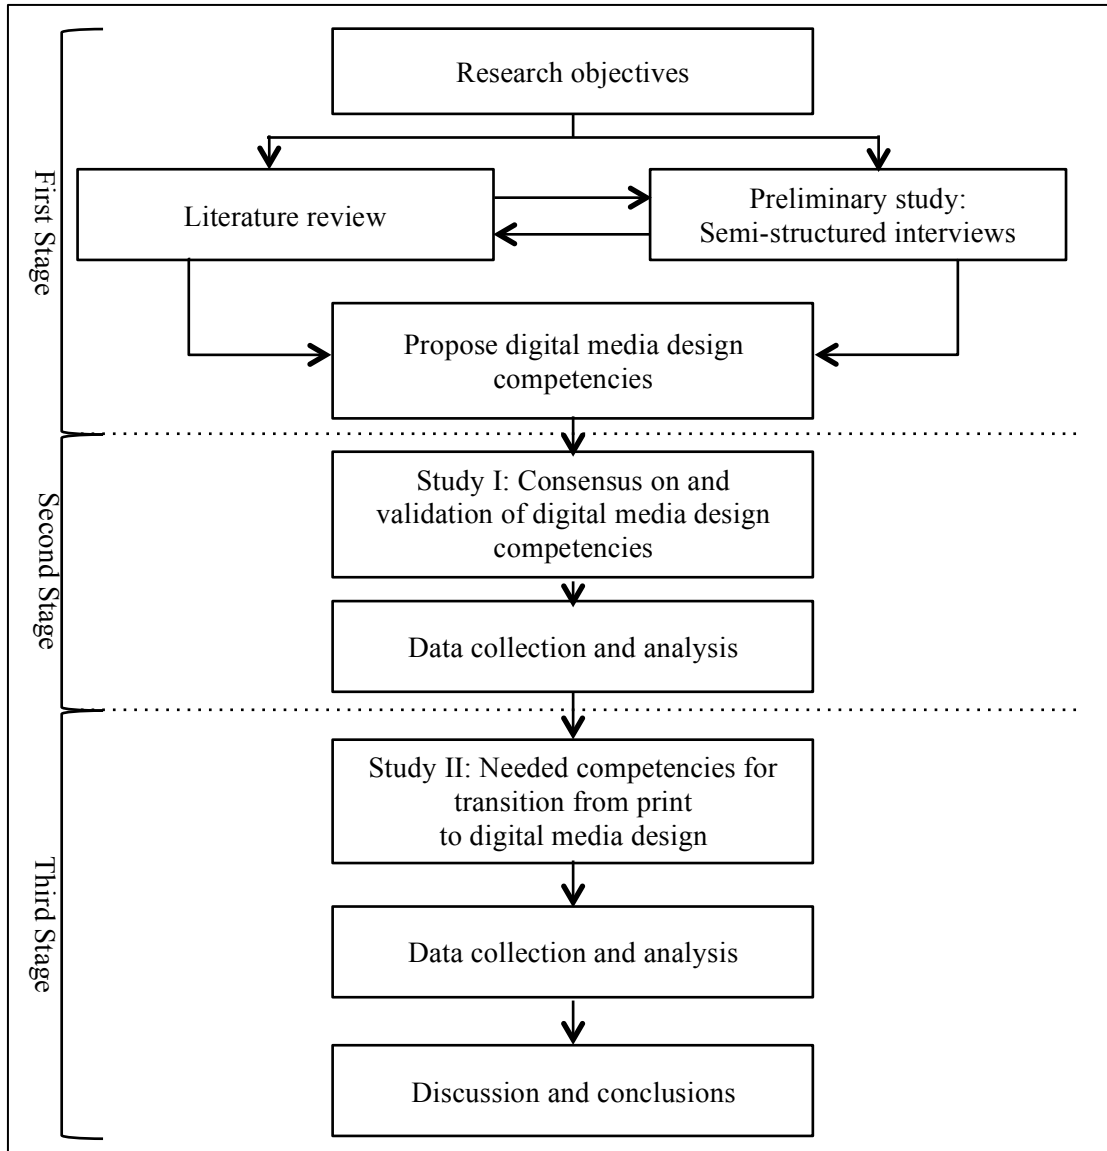 First Stage
Research objectives
Literature review
Preliminary study:
Semi-structured interviews
Propose digital media design
competencies
Second Stage
Study I: Consensus on and
validation of digital media design
competencies
Data collection and analysis
Third Stage
Study II: Needed competencies for
transition from print
to digital media design
Data collection and analysis
Discussion and conclusions